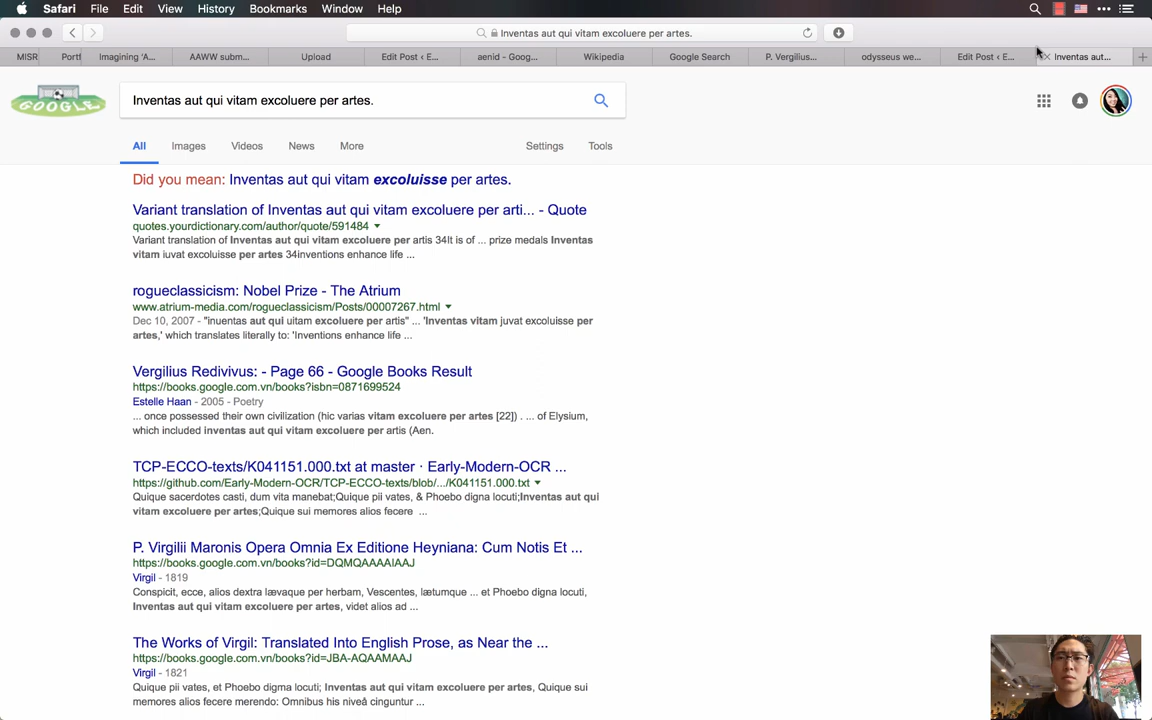 Safari File Edit View History Bookmarks Window Help
Inventas aut qui vitam excoluere per artes.
MISR Portf Imagining 'A... AAWW subm... Upload Edit Post ‹ E... aenid - Goog... Wikipedia Google Search P. Vergilius... odysseus we... Edit Post ‹ E... Inventas aut...
GOOGLE
Inventas aut qui vitam excoluere per artes.
All Images Videos News More Settings Tools
Did you mean: Inventas aut qui vitam excoluisse per artes.
Variant translation of Inventas aut qui vitam excoluere per arti... - Quote
quotes.yourdictionary.com/author/quote/591484
Variant translation of Inventas aut qui vitam excoluere per artis 34It is of ... prize medals Inventas
vitam iuvat excoluisse per artes 34inventions enhance life ...
rogueclassicism: Nobel Prize - The Atrium
www.atrium-media.com/rogueclassicism/Posts/00007267.html
Dec 10, 2007 - "inuentas aut qui uitam excoluere per artis" ... 'Inventas vitam juvat excoluisse per
artes,' which translates literally to: 'Inventions enhance life ...
Vergilius Redivivus: - Page 66 - Google Books Result
https://books.google.com.vn/books?isbn=0871699524
Estelle Haan - 2005 - Poetry
... once possessed their own civilization (hic varias vitam excoluere per artes [22]) . ... of Elysium,
which included inventas aut qui vitam excoluere per artis (Aen.
TCP-ECCO-texts/K041151.000.txt at master · Early-Modern-OCR ...
https://github.com/Early-Modern-OCR/TCP-ECCO-texts/blob/.../K041151.000.txt
Quique sacerdotes casti, dum vita manebat;Quique pii vates, & Phoebo digna locuti;Inventas aut qui
vitam excoluere per artes;Quique sui memores alios fecere ...
P. Virgilii Maronis Opera Omnia Ex Editione Heyniana: Cum Notis Et ...
https://books.google.com.vn/books?id=DQMQAAAAIAAJ
Virgil - 1819
Conspicit, ecce, alios dextra lævaque per herbam, Vescentes, lætumque ... et Phoebo digna locuti,
Inventas aut qui vitam excoluere per artes, videt alios ad ...
The Works of Virgil: Translated Into English Prose, as Near the ...
https://books.google.com.vn/books?id=JBA-AQAAMAAJ
Virgil - 1821
Quique pii vates, et Phoebo digna locuti; Inventas aut qui vitam excoluere per artes, Quique sui
memores alios fecere merendo: Omnibus his niveâ cinguntur ...